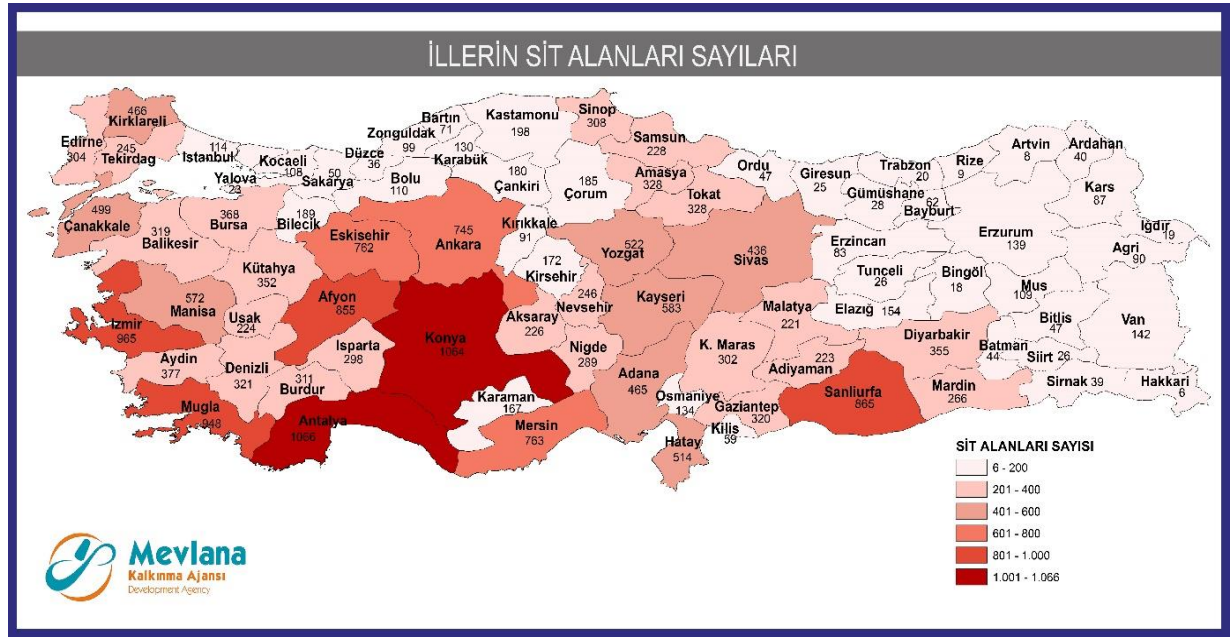 İLLERİN SİT ALANLARI SAYILARI
466
Kirklareli
Edirne
304
245
Tekirdag
114
Istanbul
Kocaeli
108
Yalova
23
Sakarya
50
Düzce
36
Zonguldak
99
Bartın
71
Karabük
130
Kastamonu
198
Sinop
308
Samsun
228
Bolu
110
180
Çankiri
185
Çorum
Amasya
328
Tokat
328
Ordu
47
Giresun
25
Trabzon
20
Gümüshane
28
62
Bayburt
Rize
9
Artvin
8
Ardahan
40
Kars
87
Iğdır
19
Agri
90
Erzurum
139
Erzincan
83
499
Çanakkale
319
Balikesir
368
Bursa
189
Bilecik
Eskisehir
762
745
Ankara
Kırıkkale
91
172
Kirsehir
522
Yozgat
436
Sivas
Kütahya
352
572
Manisa
Usak
224
Afyon
855
Izmir
965
Konya
1064
Aksaray
226
246
Nevsehir
Kayseri
583
Nigde
289
Malatya
221
Elazığ 154
Tunçeli
26
Bingöl
18
Mus
109
Bitlis
47
Van
142
Batman
44
Siirt 26
Sirnak 39
Hakkari
6
Diyarbakir
355
Mardin
266
Sanliurfa
865
223
Adiyaman
K. Maras
302
Gaziantep
320
Kilis
59
Osmaniye
134
Hatay
514
Adana
465
Mersin
763
Karaman
167
Antalya
1066
Isparta
298
311
Burdur
Denizli
321
Aydin
377
Mugla
948
SİT ALANLARI SAYISI
6 - 200
201 - 400
401 - 600
601 - 800
801 - 1.000
1.001 - 1.066
Mevlana
Kalkınma Ajansı
Development Agency